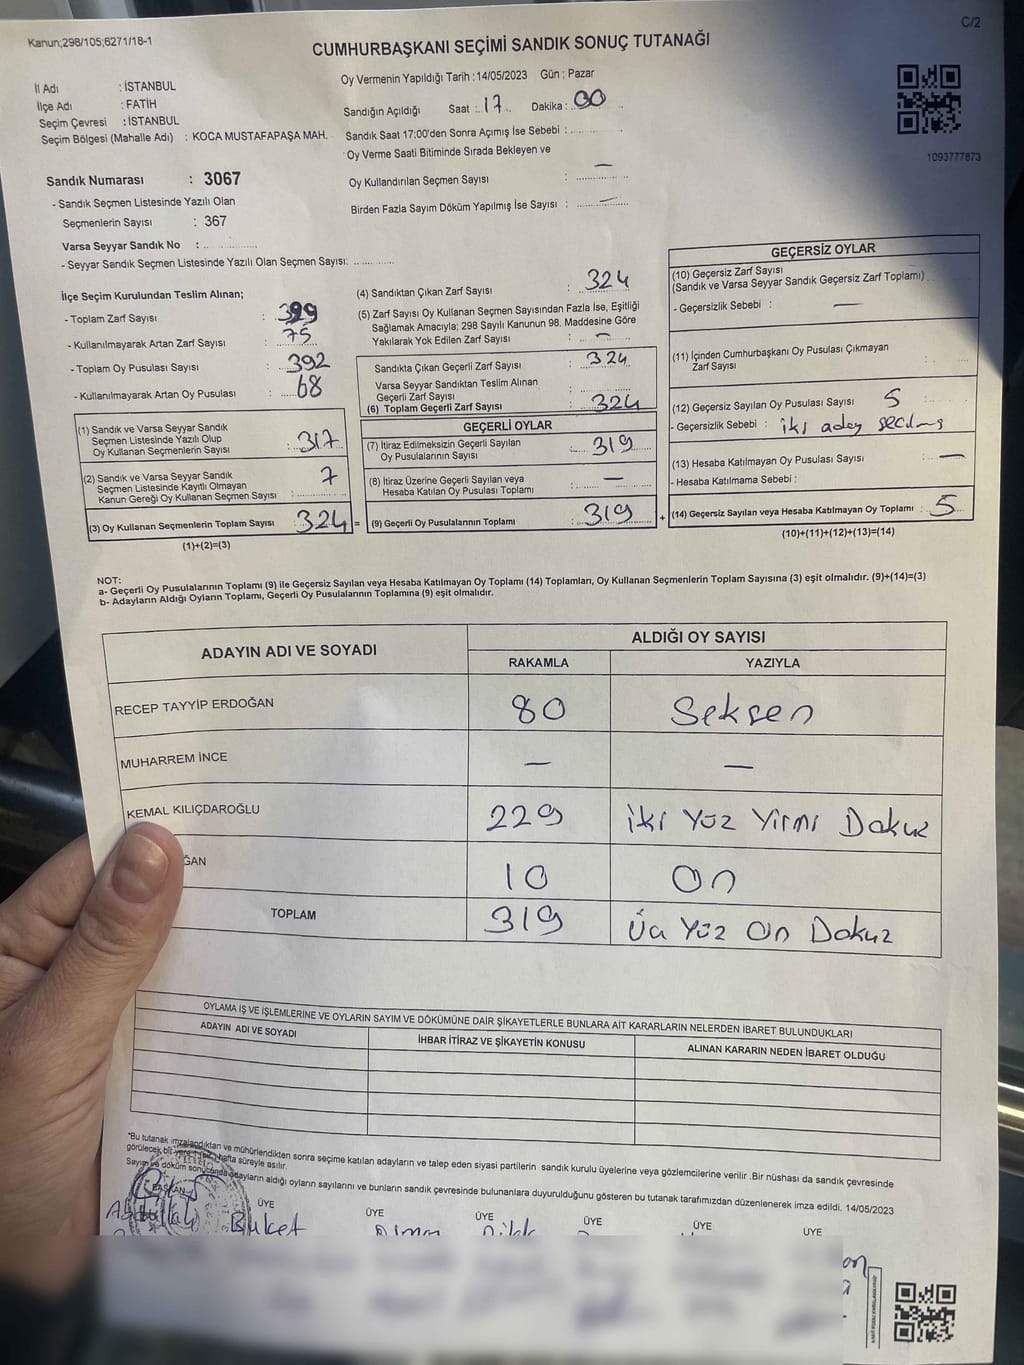 Kanun;298/105;6271/18-1
C/2
CUMHURBAŞKANI SEÇİMİ SANDIK SONUÇ TUTANAĞI
İl Adı : İSTANBUL
İlçe Adı : FATİH
Seçim Çevresi : İSTANBUL
Seçim Bölgesi (Mahalle Adı) : KOCA MUSTAFAPAŞA MAH.
Oy Vermenin Yapıldığı Tarih : 14/05/2023 Gün : Pazar
Sandığın Açıldığı Saat : 17 Dakika : 00
Sandık Saat 17:00'den Sonra Açımış İse Sebebi :
Oy Verme Saati Bitiminde Sırada Bekleyen ve
Oy Kullandırılan Seçmen Sayısı : —
Birden Fazla Sayım Döküm Yapılmış İse Sayısı : —
1093777873
Sandık Numarası : 3067
- Sandık Seçmen Listesinde Yazılı Olan
Seçmenlerin Sayısı : 367
Varsa Seyyar Sandık No :
- Seyyar Sandık Seçmen Listesinde Yazılı Olan Seçmen Sayısı:
İlçe Seçim Kurulundan Teslim Alınan;
- Toplam Zarf Sayısı : 399
- Kullanılmayarak Artan Zarf Sayısı : 75
- Toplam Oy Pusulası Sayısı : 392
- Kullanılmayarak Artan Oy Pusulası : 68
(1) Sandık ve Varsa Seyyar Sandık
Seçmen Listesinde Yazılı Olup
Oy Kullanan Seçmenlerin Sayısı : 317
(2) Sandık ve Varsa Seyyar Sandık
Seçmen Listesinde Kayıtlı Olmayan
Kanun Gereği Oy Kullanan Seçmen Sayısı : 7
(3) Oy Kullanan Seçmenlerin Toplam Sayısı : 324 =
(1)+(2)=(3)
(4) Sandıktan Çıkan Zarf Sayısı : 324
(5) Zarf Sayısı Oy Kullanan Seçmen Sayısından Fazla İse, Eşitliği
Sağlamak Amacıyla; 298 Sayılı Kanunun 98. Maddesine Göre
Yakılarak Yok Edilen Zarf Sayısı : —
Sandıkta Çıkan Geçerli Zarf Sayısı : 324
Varsa Seyyar Sandıktan Teslim Alınan
Geçerli Zarf Sayısı :
(6) Toplam Geçerli Zarf Sayısı : 324
GEÇERLİ OYLAR
(7) İtiraz Edilmeksizin Geçerli Sayılan
Oy Pusulalarının Sayısı : 319
(8) İtiraz Üzerine Geçerli Sayılan veya
Hesaba Katılan Oy Pusulası Toplamı : —
(9) Geçerli Oy Pusulalarının Toplamı : 319 +
GEÇERSİZ OYLAR
(10) Geçersiz Zarf Sayısı
(Sandık ve Varsa Seyyar Sandık Geçersiz Zarf Toplamı)
- Geçersizlik Sebebi : —
(11) İçinden Cumhurbaşkanı Oy Pusulası Çıkmayan
Zarf Sayısı :
(12) Geçersiz Sayılan Oy Pusulası Sayısı : 5
- Geçersizlik Sebebi : iki aday seçilmiş
(13) Hesaba Katılmayan Oy Pusulası Sayısı : —
- Hesaba Katılmama Sebebi :
(14) Geçersiz Sayılan veya Hesaba Katılmayan Oy Toplamı : 5
(10)+(11)+(12)+(13)=(14)
NOT:
a- Geçerli Oy Pusulalarının Toplamı (9) ile Geçersiz Sayılan veya Hesaba Katılmayan Oy Toplamı (14) Toplamları, Oy Kullanan Seçmenlerin Toplam Sayısına (3) eşit olmalıdır. (9)+(14)=(3)
b- Adayların Aldığı Oyların Toplamı, Geçerli Oy Pusulalarının Toplamına (9) eşit olmalıdır.
ADAYIN ADI VE SOYADI ALDIĞI OY SAYISI
RAKAMLA YAZIYLA
RECEP TAYYİP ERDOĞAN 80 Seksen
MUHARREM İNCE — —
KEMAL KILIÇDAROĞLU 229 iki Yüz Yirmi Dokuz
ĞAN 10 On
TOPLAM 319 Üç Yüz On Dokuz
OYLAMA İŞ VE İŞLEMLERİNE VE OYLARIN SAYIM VE DÖKÜMÜNE DAİR ŞİKAYETLERLE BUNLARA AİT KARARLARIN NELERDEN İBARET BULUNDUKLARI
ADAYIN ADI VE SOYADI İHBAR İTİRAZ VE ŞİKAYETİN KONUSU ALINAN KARARIN NEDEN İBARET OLDUĞU
*Bu tutanak imzalandıktan ve mühürlendikten sonra seçime katılan adayların ve talep eden siyasi partilerin sandık kurulu üyelerine veya gözlemcilerine verilir .Bir nüshası da sandık çevresinde
görülecek bir yere 1 (bir) hafta süreyle asılır.
Sayım ve döküm sonucunda adayların aldığı oyların sayılarını ve bunların sandık çevresinde bulunanlara duyurulduğunu gösteren bu tutanak tarafımızdan düzenlenerek imza edildi. 14/05/2023
BAŞKAN ÜYE ÜYE ÜYE ÜYE ÜYE ÜYE
Abdullah Buket